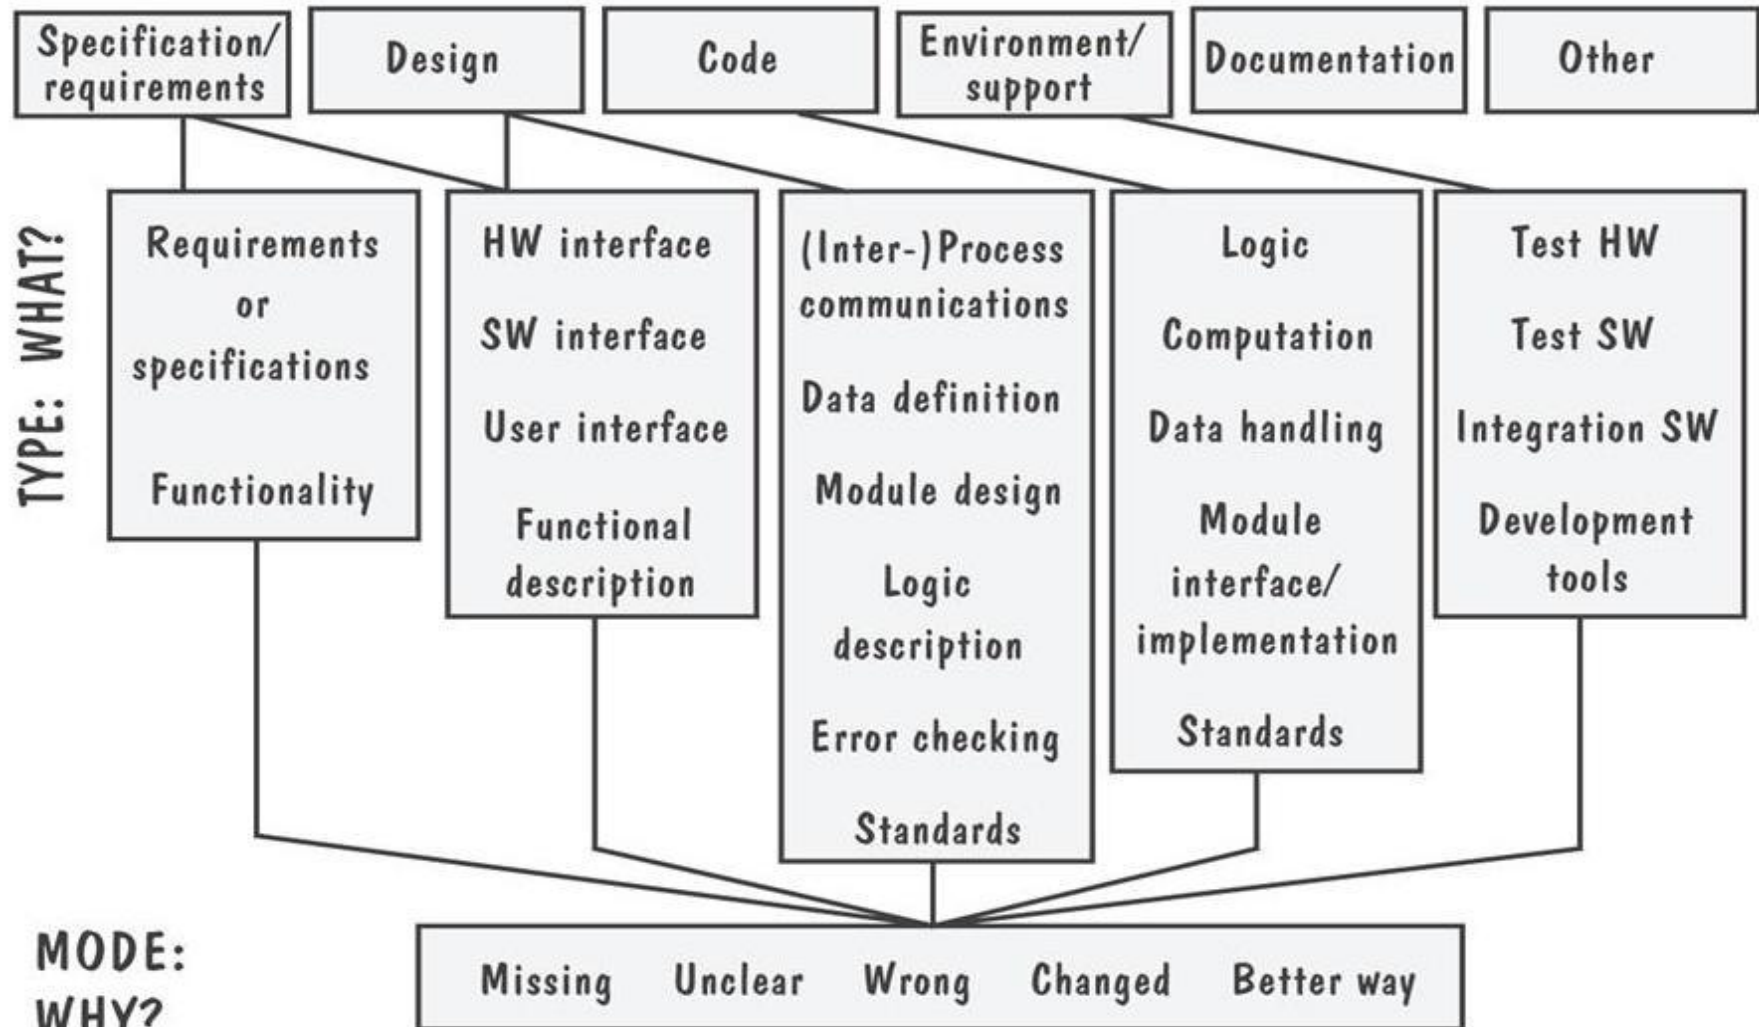 Specification/
requirements
Design
Code
Environment/
support
Documentation
Other
TYPE: WHAT?
Requirements
or
specifications
Functionality
HW interface
SW interface
User interface
Functional
description
(Inter-)Process
communications
Data definition
Module design
Logic
description
Error checking
Standards
Logic
Computation
Data handling
Module
interface/
implementation
Standards
Test HW
Test SW
Integration SW
Development
tools
MODE:
WHY?
Missing Unclear Wrong Changed Better way